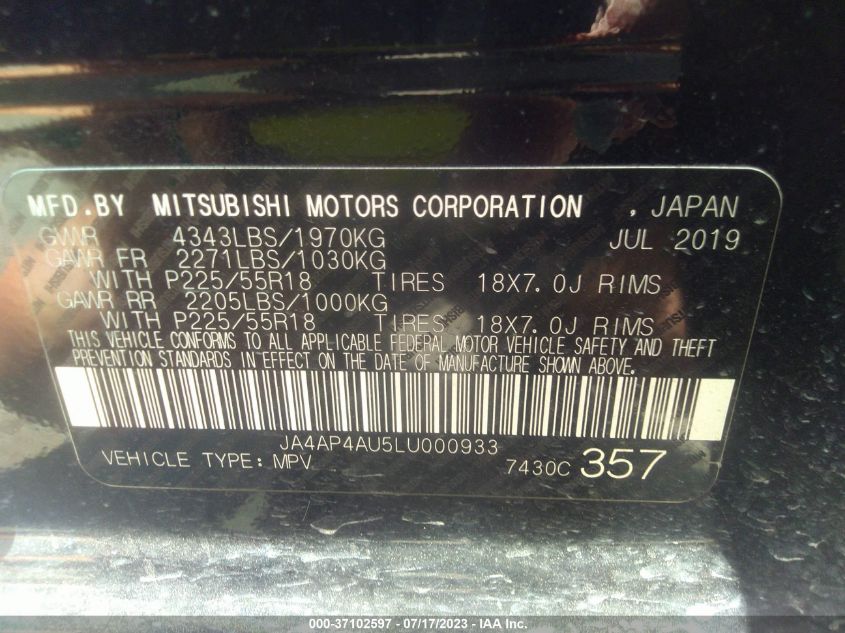 MFD.BY MITSUBISHI MOTORS CORPORATION , JAPAN
GVWR 4343LBS/1970KG JUL 2019
GAWR FR 2271LBS/1030KG
WITH P225/55R18 TIRES 18X7.0J RIMS
GAWR RR 2205LBS/1000KG
WITH P225/55R18 TIRES 18X7.0J RIMS
THIS VEHICLE CONFORMS TO ALL APPLICABLE FEDERAL MOTOR VEHICLE SAFETY AND THEFT
PREVENTION STANDARDS IN EFFECT ON THE DATE OF MANUFACTURE SHOWN ABOVE.
JA4AP4AU5LU000933
VEHICLE TYPE: MPV 7430C 357
000-37102597 - 07/17/2023 - IAA Inc.